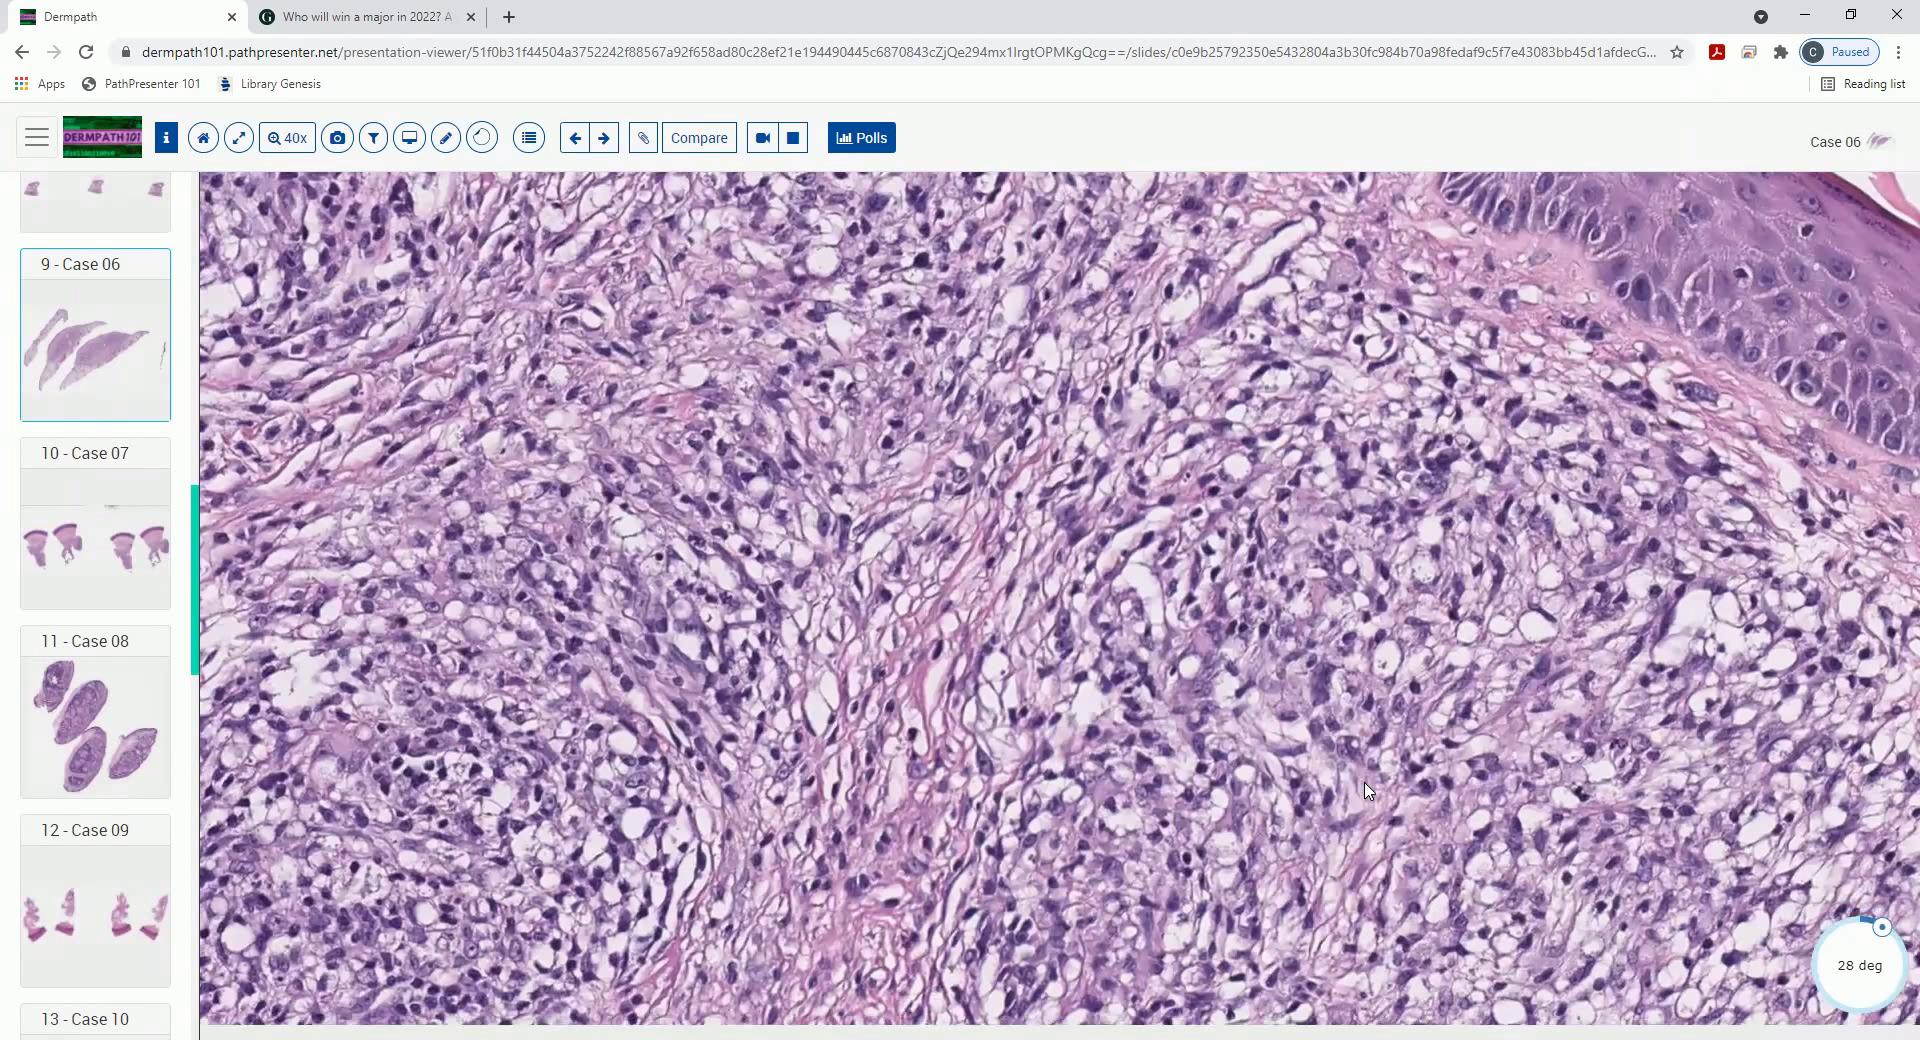 Dermpath
Who will win a major in 2022? A
dermpath101.pathpresenter.net/presentation-viewer/51f0b31f44504a3752242f88567a92f658ad80c28ef21e194490445c6870843cZjQe294mx1IrgtOPMKgQcg==/slides/c0e9b25792350e5432804a3b30fc984b70a98fedaf9c5f7e43083bb45d1afdecG...
C Paused
Apps
PathPresenter 101
Library Genesis
Reading list
DERMPATH 101
40x
Compare
Polls
Case 06
9 - Case 06
10 - Case 07
11 - Case 08
12 - Case 09
13 - Case 10
28 deg